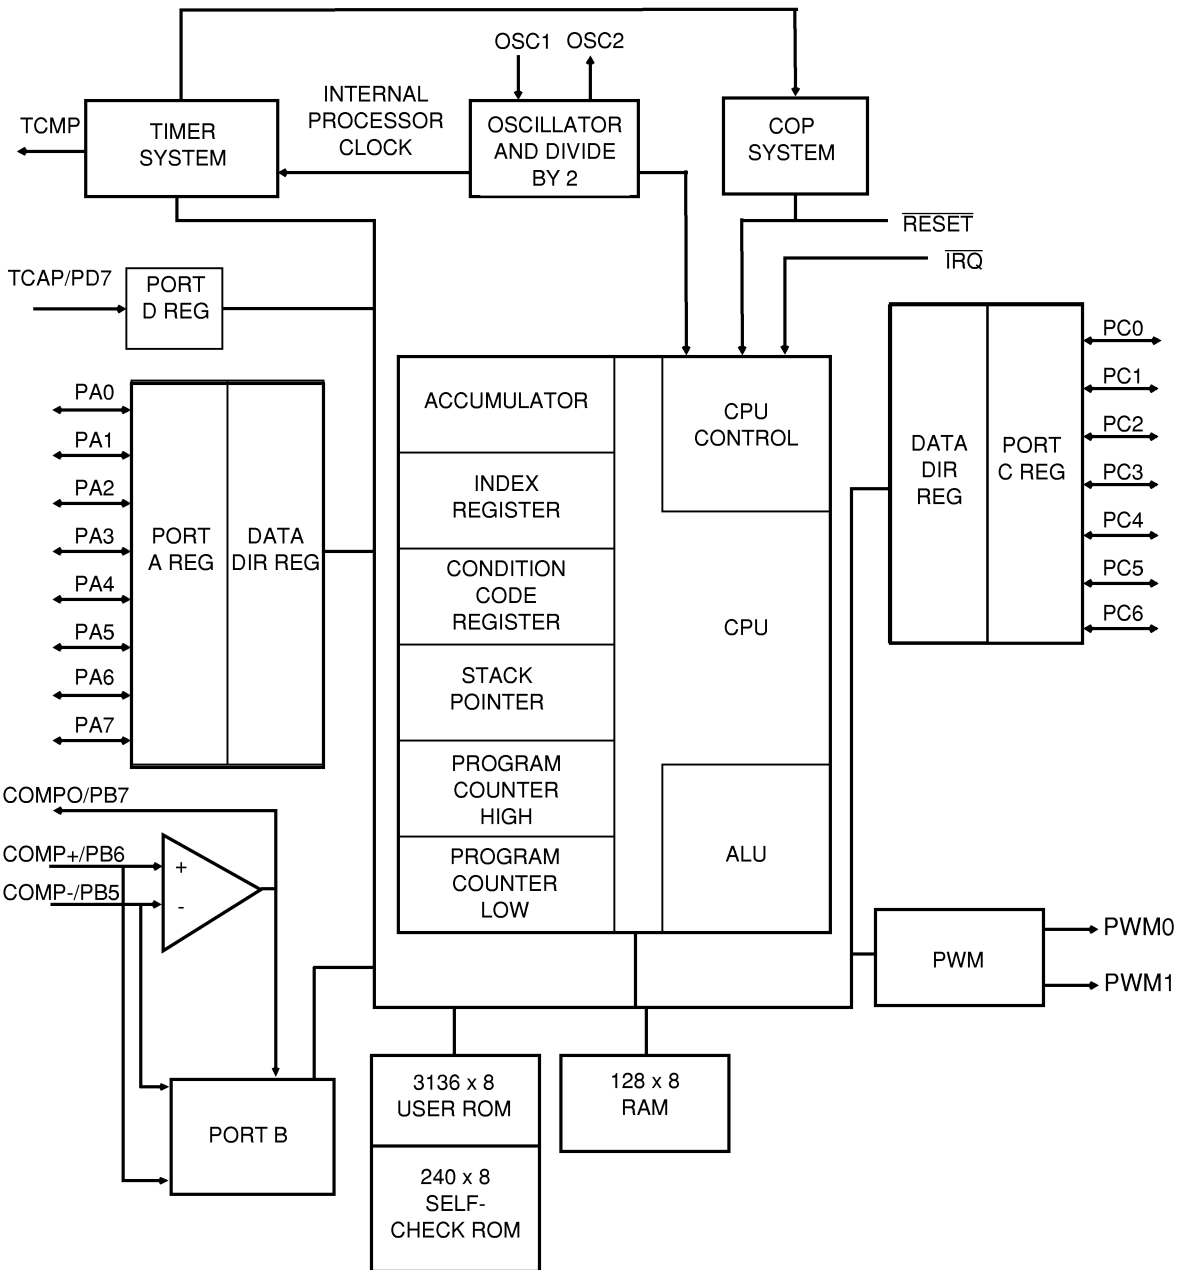 OSC1 OSC2
TCMP
TIMER
SYSTEM
INTERNAL
PROCESSOR
CLOCK
OSCILLATOR
AND DIVIDE
BY 2
COP
SYSTEM
RESET
IRQ
TCAP/PD7
PORT
D REG
PA0
PA1
PA2
PA3
PA4
PA5
PA6
PA7
PORT
A REG
DATA
DIR REG
ACCUMULATOR
INDEX
REGISTER
CONDITION
CODE
REGISTER
STACK
POINTER
PROGRAM
COUNTER
HIGH
PROGRAM
COUNTER
LOW
CPU
CONTROL
CPU
ALU
DATA
DIR
REG
PORT
C REG
PC0
PC1
PC2
PC3
PC4
PC5
PC6
COMPO/PB7
COMP+/PB6
COMP-/PB5
+
-
PORT B
PWM
PWM0
PWM1
3136 x 8
USER ROM
240 x 8
SELF-
CHECK ROM
128 x 8
RAM